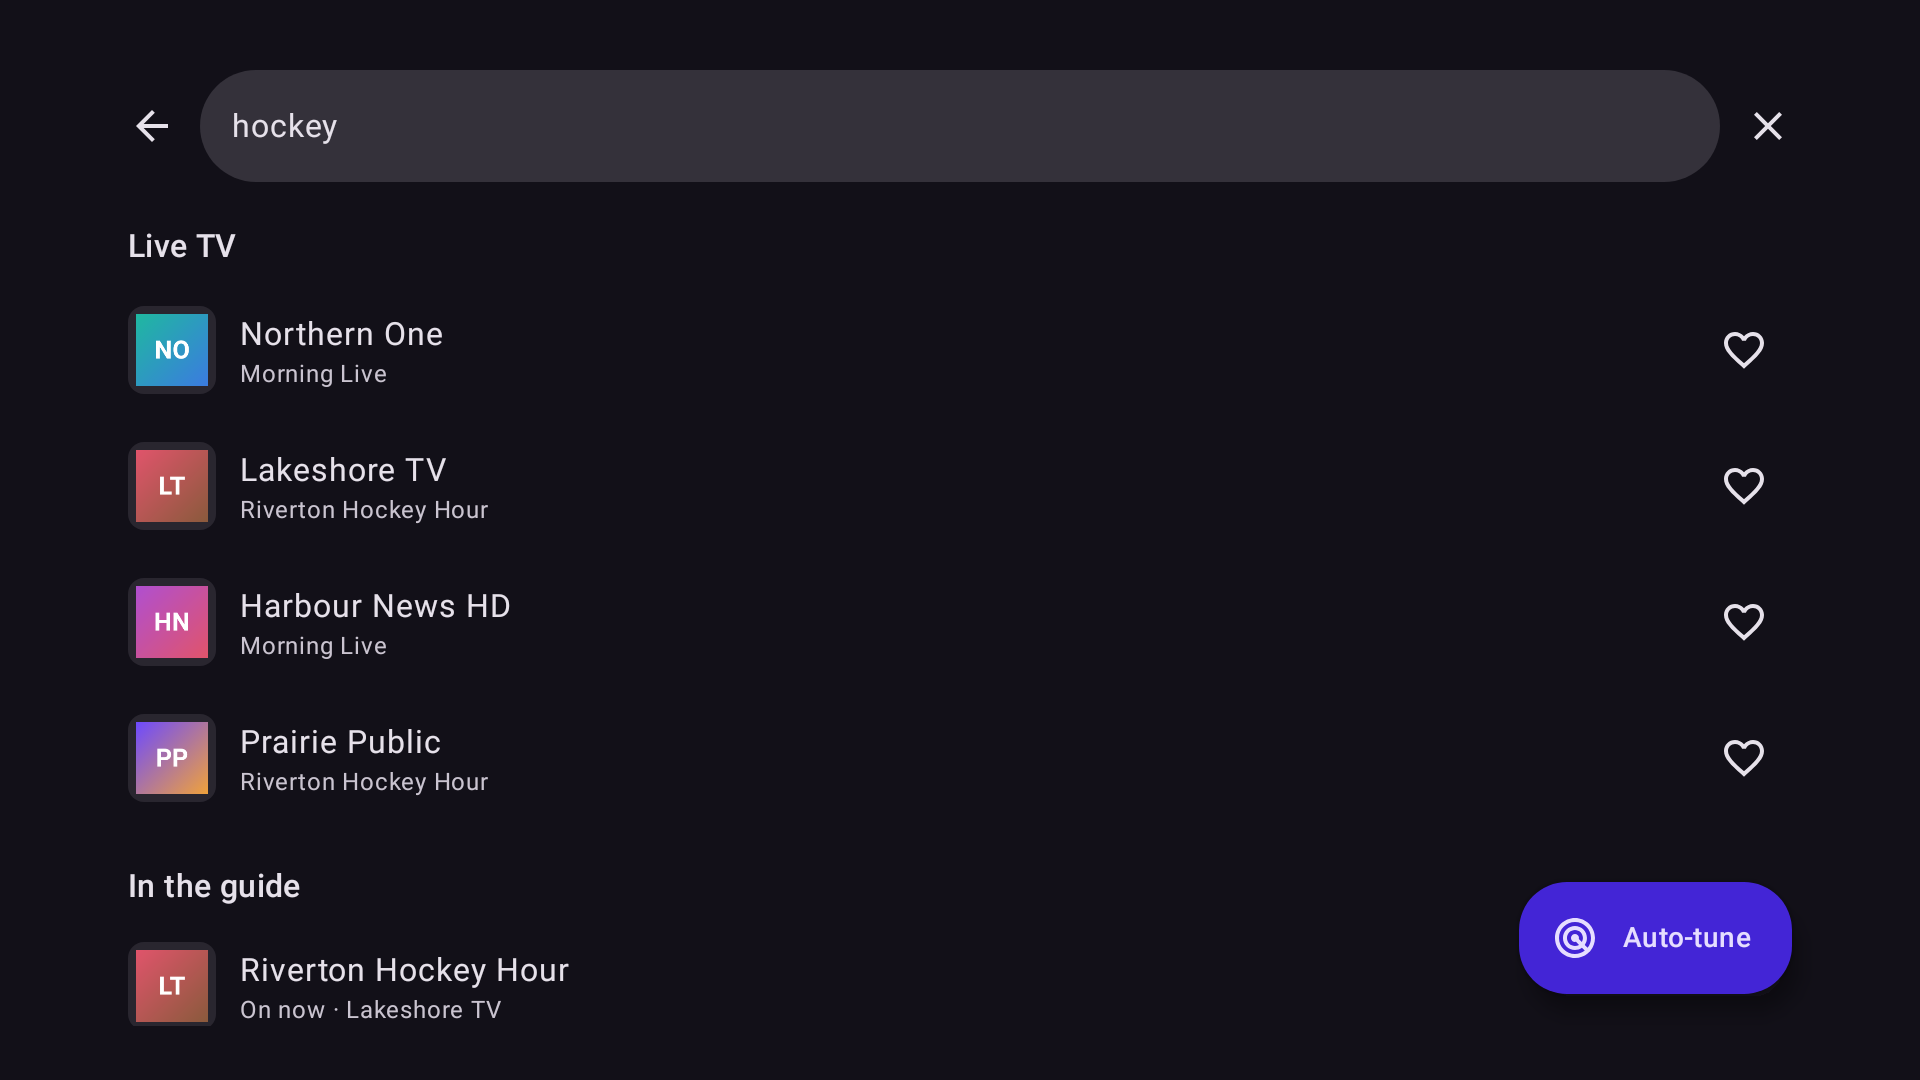 hockey
Live TV
NO
Northern One
Morning Live
LT
Lakeshore TV
Riverton Hockey Hour
HN
Harbour News HD
Morning Live
PP
Prairie Public
Riverton Hockey Hour
In the guide
LT
Riverton Hockey Hour
On now · Lakeshore TV
Auto-tune